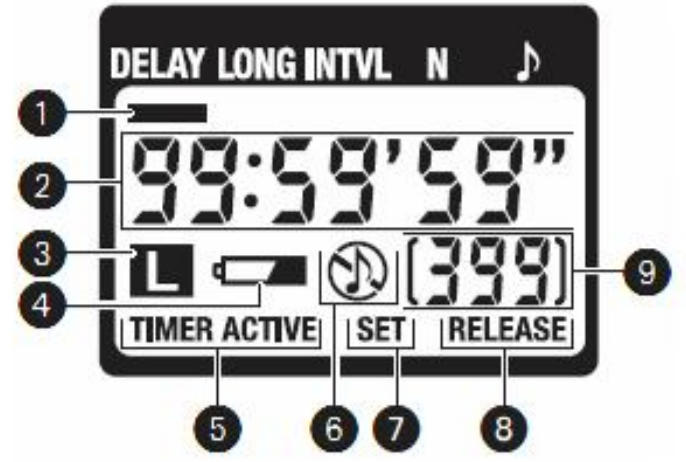 DELAY LONG INTVL N ♪
1
2 99:59’59”
3 L (399) 9
4
TIMER ACTIVE SET RELEASE
5 6 7 8